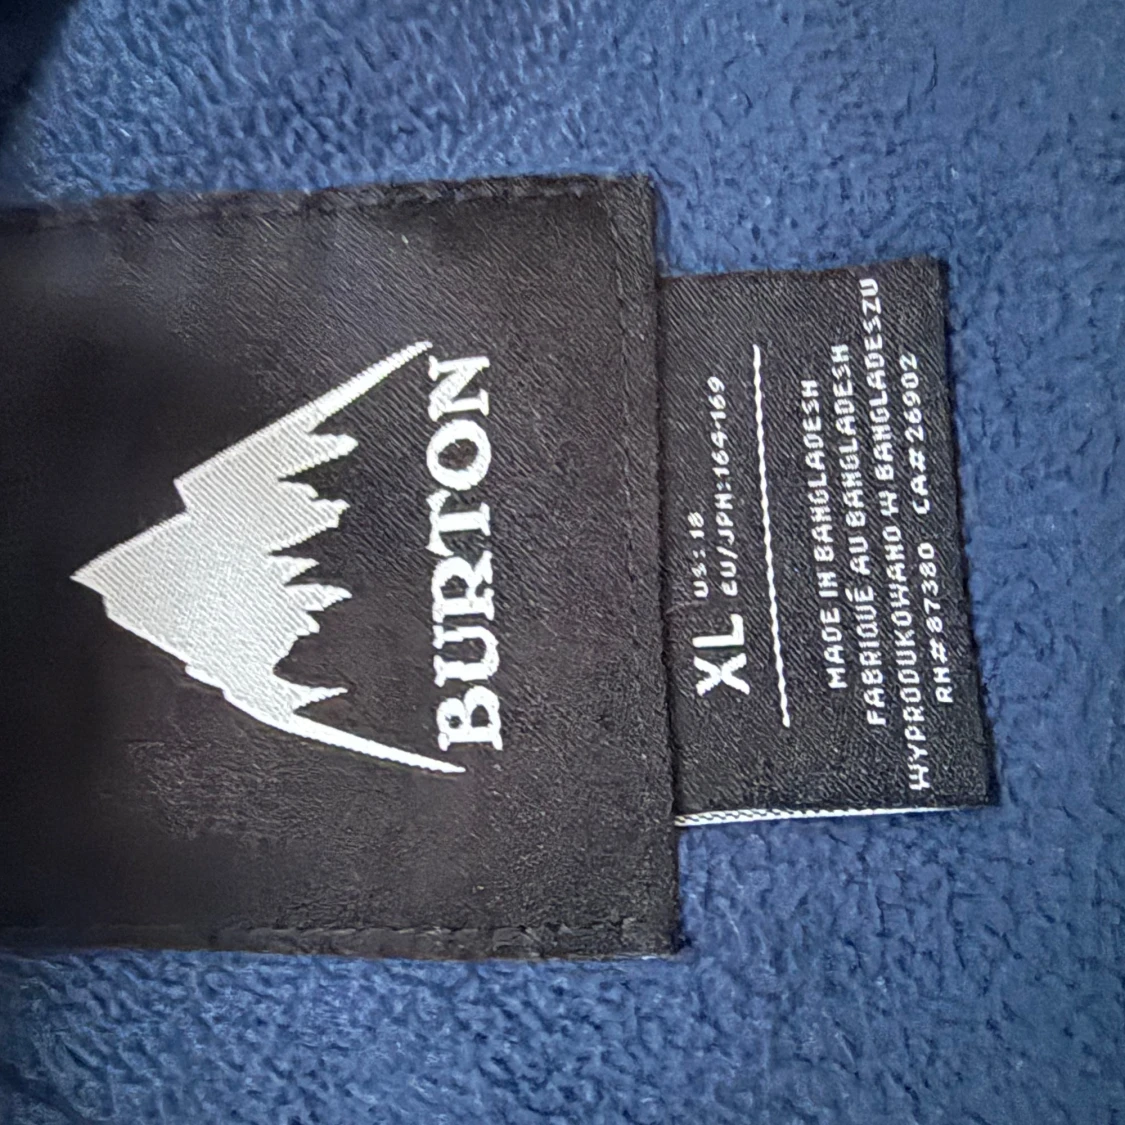 BURTON
XL
US: 18
EU/JPN:164-169
MADE IN BANGLADESH
FABRIQUÉ AU BANGLADESH
WYPRODUKOWANO W BANGLADESZU
RN#87380 CA#26902